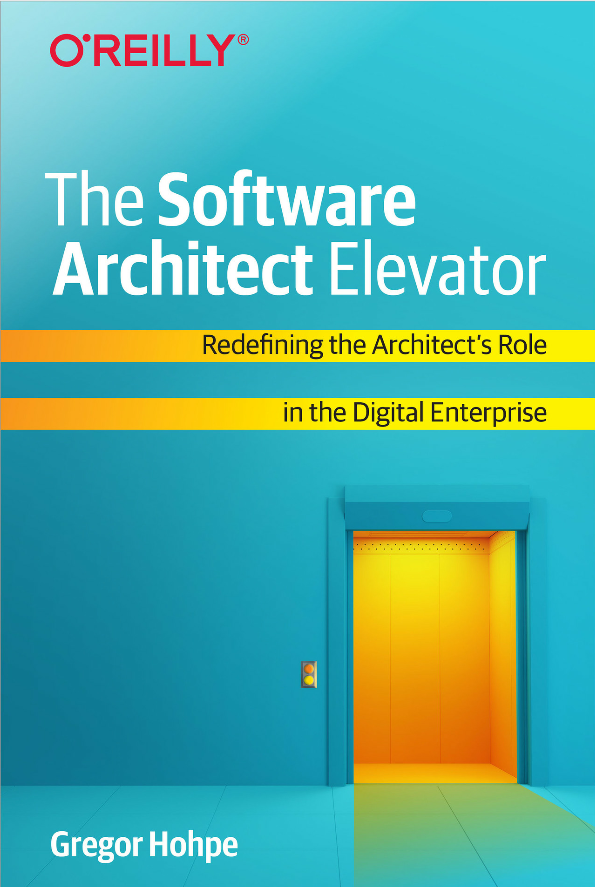 O'REILLY®
The Software
Architect Elevator
Redefining the Architect's Role
in the Digital Enterprise
Gregor Hohpe